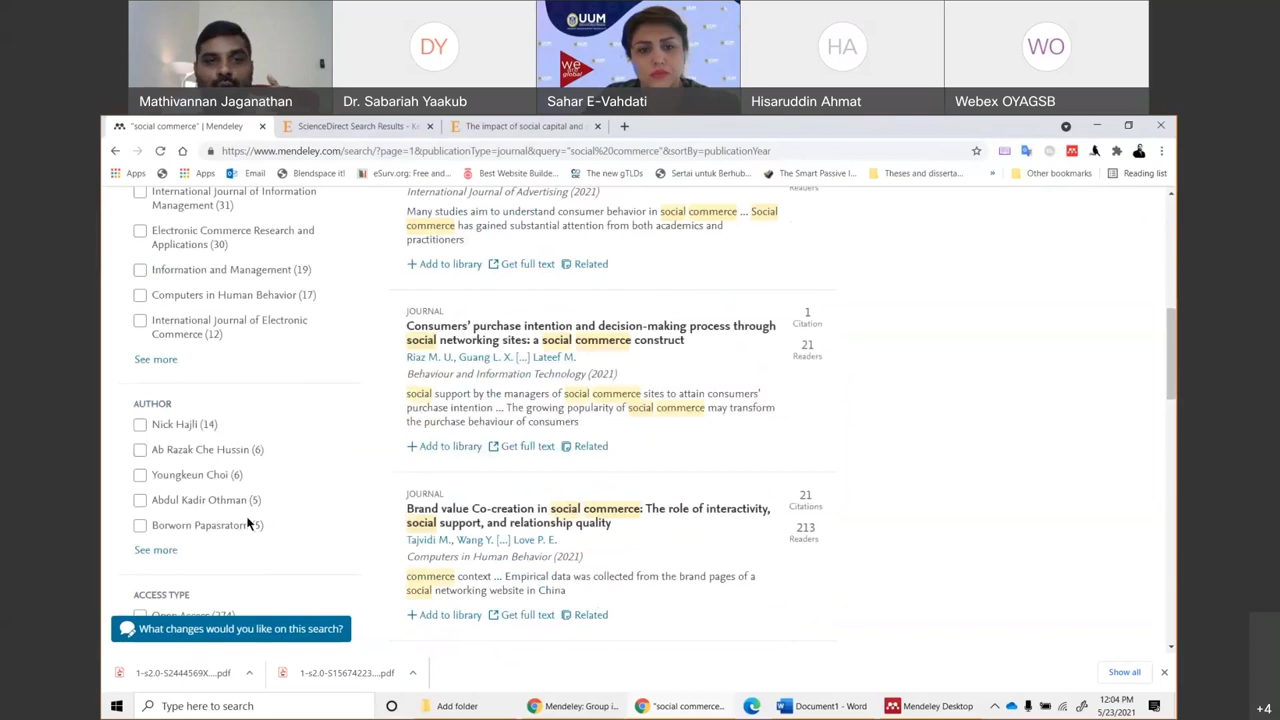 UUM
we
global
DY
HA
WO
Mathivannan Jaganathan
Dr. Sabariah Yaakub
Sahar E-Vahdati
Hisaruddin Ahmat
Webex OYAGSB
"social commerce" | Mendeley
ScienceDirect Search Results - Ke
The impact of social capital and
https://www.mendeley.com/search/?page=1&publicationType=journal&query="social%20commerce"&sortBy=publicationYear
Apps
Apps
Email
Blendspace it!
eSurv.org: Free and...
Best Website Builde...
The new gTLDs
Sertai untuk Berhub...
The Smart Passive I...
Theses and disserta...
Other bookmarks
Reading list
International Journal of Information
Management (31)
Electronic Commerce Research and
Applications (30)
Information and Management (19)
Computers in Human Behavior (17)
International Journal of Electronic
Commerce (12)
See more
AUTHOR
Nick Hajli (14)
Ab Razak Che Hussin (6)
Youngkeun Choi (6)
Abdul Kadir Othman (5)
Borworn Papasratorn (5)
See more
ACCESS TYPE
Open Access (274)
What changes would you like on this search?
International Journal of Advertising (2021)
Readers
Many studies aim to understand consumer behavior in social commerce ... Social
commerce has gained substantial attention from both academics and
practitioners
Add to library Get full text Related
JOURNAL
Consumers' purchase intention and decision-making process through
social networking sites: a social commerce construct
Riaz M. U., Guang L. X. [...] Lateef M.
Behaviour and Information Technology (2021)
social support by the managers of social commerce sites to attain consumers'
purchase intention ... The growing popularity of social commerce may transform
the purchase behaviour of consumers
1
Citation
21
Readers
Add to library Get full text Related
JOURNAL
Brand value Co-creation in social commerce: The role of interactivity,
social support, and relationship quality
Tajvidi M., Wang Y. [...] Love P. E.
Computers in Human Behavior (2021)
commerce context ... Empirical data was collected from the brand pages of a
social networking website in China
21
Citations
213
Readers
Add to library Get full text Related
1-s2.0-S2444569X....pdf
1-s2.0-S15674223....pdf
Show all
Type here to search
Add folder
Mendeley: Group i...
"social commerce...
Document1 - Word
Mendeley Desktop
12:04 PM
5/23/2021
+4